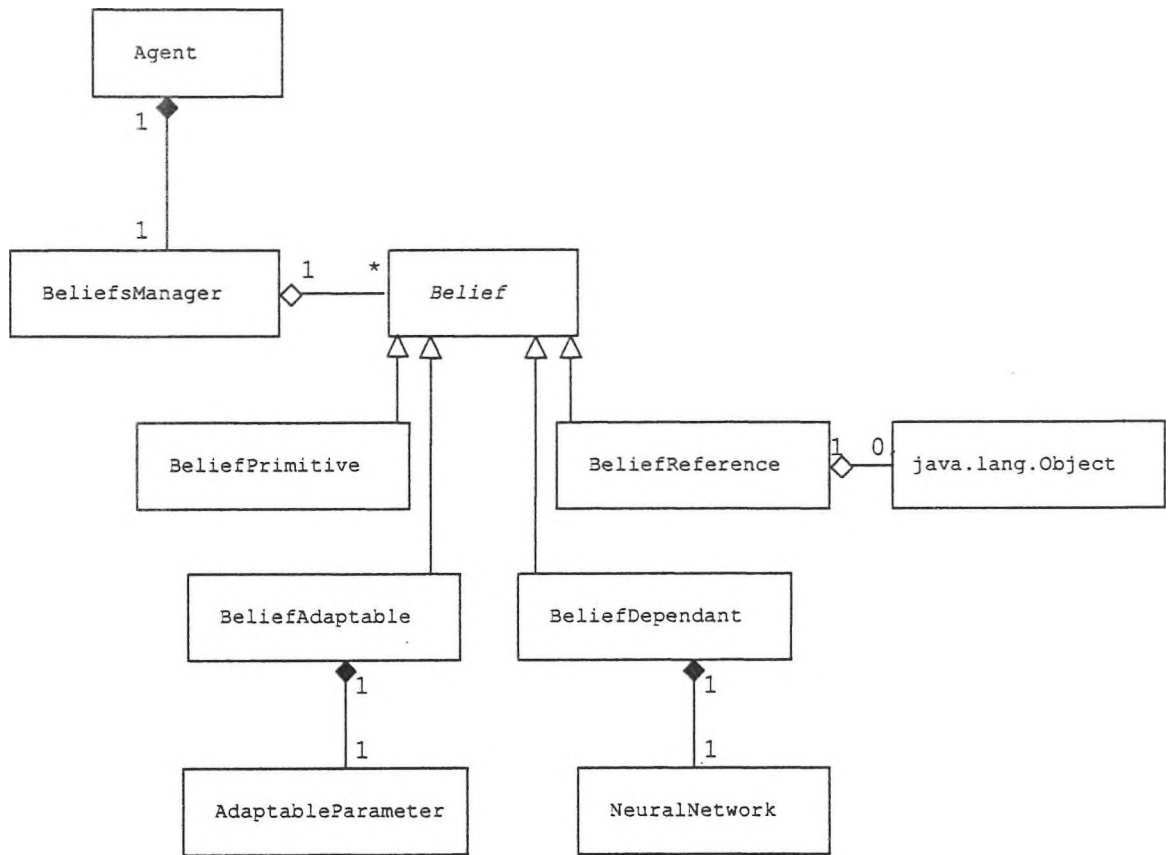 Agent
1
1
BeliefsManager
1
*
Belief
BeliefPrimitive
BeliefReference
1
0
java.lang.Object
BeliefAdaptable
BeliefDependant
1
1
1
1
AdaptableParameter
NeuralNetwork